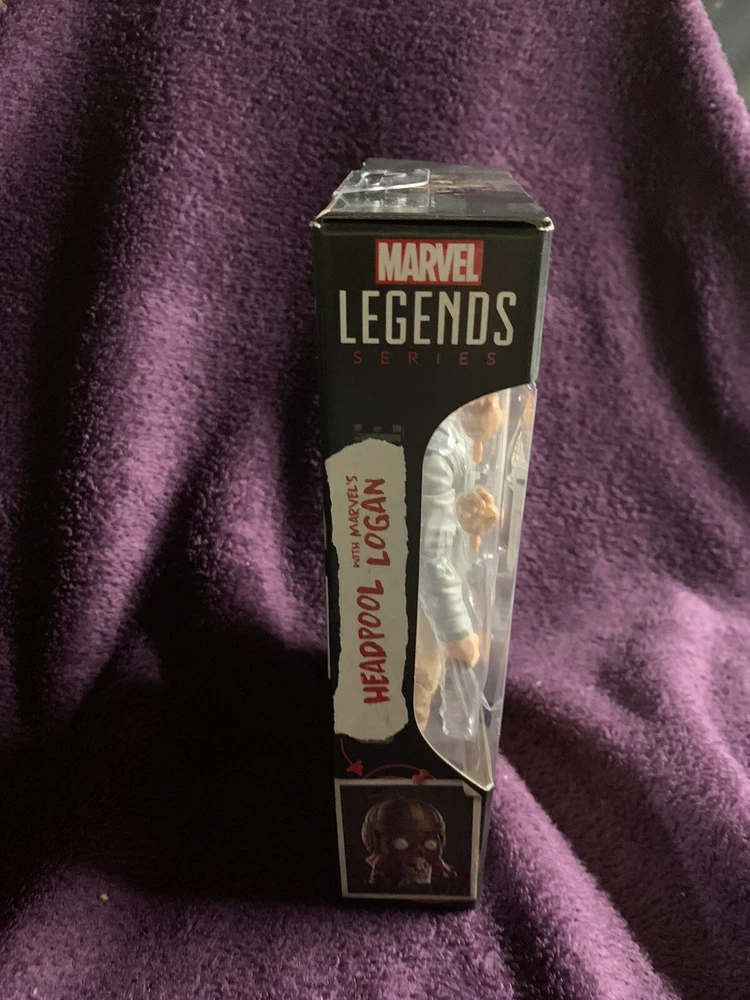 MARVEL
LEGENDS
SERIES
HEADPOOL WITH MARVEL'S LOGAN